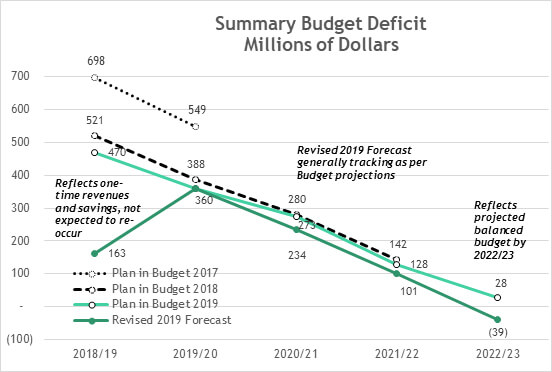 Summary Budget Deficit
Millions of Dollars
700
600
500
400
300
200
100
-
(100)
698
549
521
470
388
360
280
273
234
163
142
128
101
28
(39)
Reflects one-
time revenues
and savings, not
expected to re-
occur
Revised 2019 Forecast
generally tracking as per
Budget projections
Reflects
projected
balanced
budget by
2022/23
Plan in Budget 2017
Plan in Budget 2018
Plan in Budget 2019
Revised 2019 Forecast
2018/19
2019/20
2020/21
2021/22
2022/23